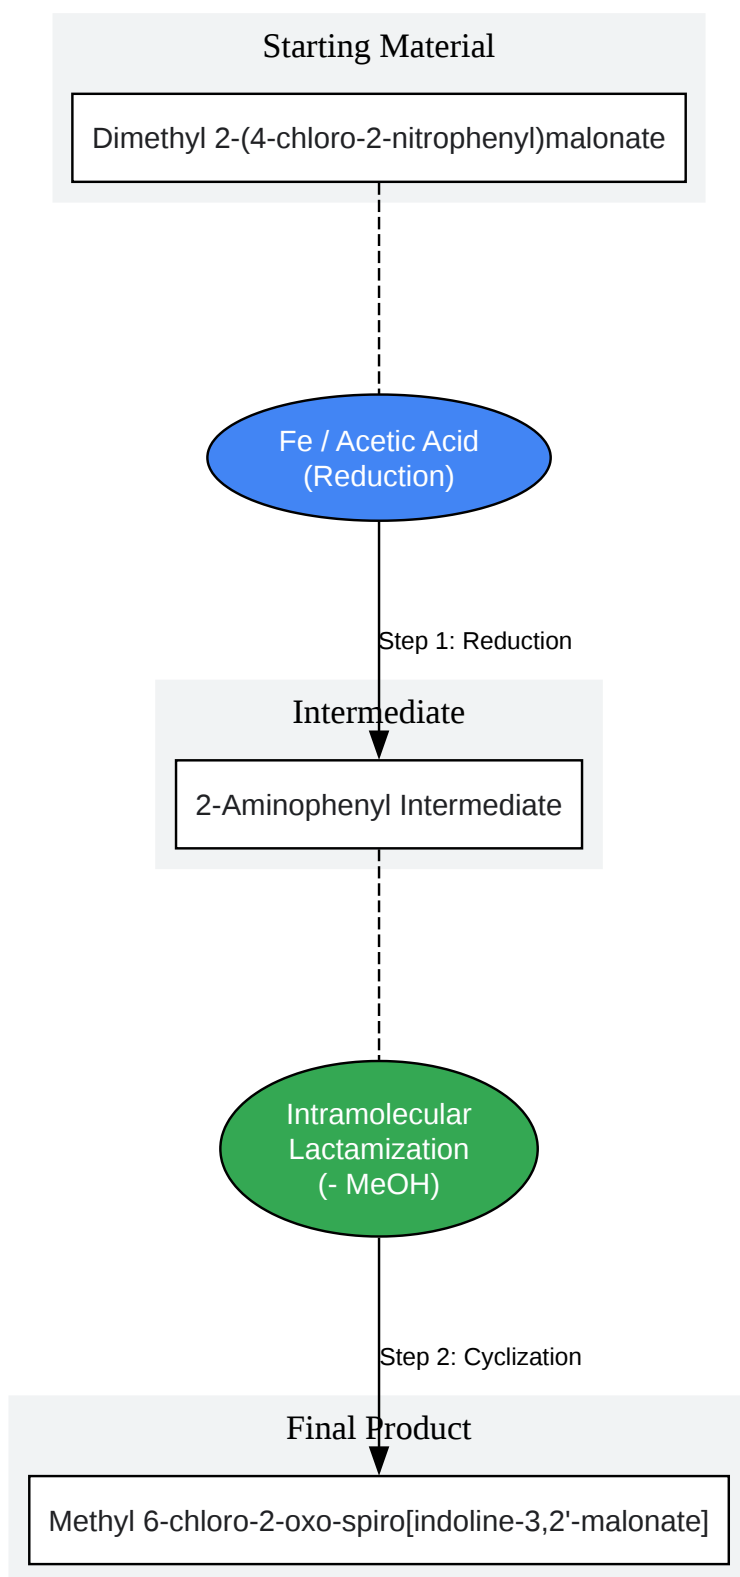 Starting Material
Dimethyl 2-(4-chloro-2-nitrophenyl)malonate
Fe / Acetic Acid
(Reduction)
Step 1: Reduction
Intermediate
2-Aminophenyl Intermediate
Intramolecular
Lactamization
(- MeOH)
Step 2: Cyclization
Final Product
Methyl 6-chloro-2-oxo-spiro[indoline-3,2'-malonate]